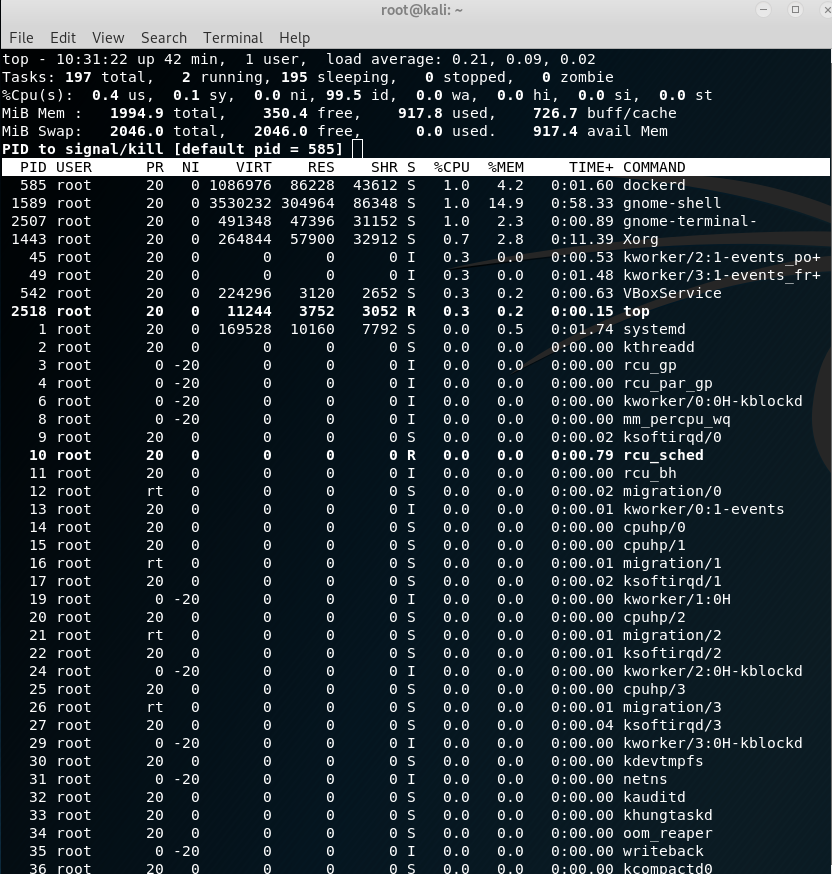 root@kali: ~
File Edit View Search Terminal Help
top - 10:31:22 up 42 min,  1 user,  load average: 0.21, 0.09, 0.02
Tasks: 197 total,   2 running, 195 sleeping,   0 stopped,   0 zombie
%Cpu(s):  0.4 us,  0.1 sy,  0.0 ni, 99.5 id,  0.0 wa,  0.0 hi,  0.0 si,  0.0 st
MiB Mem :   1994.9 total,    350.4 free,    917.8 used,    726.7 buff/cache
MiB Swap:   2046.0 total,   2046.0 free,      0.0 used.    917.4 avail Mem
PID to signal/kill [default pid = 585]
  PID USER      PR  NI    VIRT    RES    SHR S  %CPU  %MEM     TIME+ COMMAND
  585 root      20   0 1086976  86228  43612 S   1.0   4.2   0:01.60 dockerd
 1589 root      20   0 3530232 304964  86348 S   1.0  14.9   0:58.33 gnome-shell
 2507 root      20   0  491348  47396  31152 S   1.0   2.3   0:00.89 gnome-terminal-
 1443 root      20   0  264844  57900  32912 S   0.7   2.8   0:11.39 Xorg
   45 root      20   0       0      0      0 I   0.3   0.0   0:00.53 kworker/2:1-events_po+
   49 root      20   0       0      0      0 I   0.3   0.0   0:01.48 kworker/3:1-events_fr+
  542 root      20   0  224296   3120   2652 S   0.3   0.2   0:00.63 VBoxService
 2518 root      20   0   11244   3752   3052 R   0.3   0.2   0:00.15 top
    1 root      20   0  169528  10160   7792 S   0.0   0.5   0:01.74 systemd
    2 root      20   0       0      0      0 S   0.0   0.0   0:00.00 kthreadd
    3 root       0 -20       0      0      0 I   0.0   0.0   0:00.00 rcu_gp
    4 root       0 -20       0      0      0 I   0.0   0.0   0:00.00 rcu_par_gp
    6 root       0 -20       0      0      0 I   0.0   0.0   0:00.00 kworker/0:0H-kblockd
    8 root       0 -20       0      0      0 I   0.0   0.0   0:00.00 mm_percpu_wq
    9 root      20   0       0      0      0 S   0.0   0.0   0:00.02 ksoftirqd/0
   10 root      20   0       0      0      0 R   0.0   0.0   0:00.79 rcu_sched
   11 root      20   0       0      0      0 I   0.0   0.0   0:00.00 rcu_bh
   12 root      rt   0       0      0      0 S   0.0   0.0   0:00.02 migration/0
   13 root      20   0       0      0      0 I   0.0   0.0   0:00.01 kworker/0:1-events
   14 root      20   0       0      0      0 S   0.0   0.0   0:00.00 cpuhp/0
   15 root      20   0       0      0      0 S   0.0   0.0   0:00.00 cpuhp/1
   16 root      rt   0       0      0      0 S   0.0   0.0   0:00.01 migration/1
   17 root      20   0       0      0      0 S   0.0   0.0   0:00.02 ksoftirqd/1
   19 root       0 -20       0      0      0 I   0.0   0.0   0:00.00 kworker/1:0H
   20 root      20   0       0      0      0 S   0.0   0.0   0:00.00 cpuhp/2
   21 root      rt   0       0      0      0 S   0.0   0.0   0:00.01 migration/2
   22 root      20   0       0      0      0 S   0.0   0.0   0:00.01 ksoftirqd/2
   24 root       0 -20       0      0      0 I   0.0   0.0   0:00.00 kworker/2:0H-kblockd
   25 root      20   0       0      0      0 S   0.0   0.0   0:00.00 cpuhp/3
   26 root      rt   0       0      0      0 S   0.0   0.0   0:00.01 migration/3
   27 root      20   0       0      0      0 S   0.0   0.0   0:00.04 ksoftirqd/3
   29 root       0 -20       0      0      0 I   0.0   0.0   0:00.00 kworker/3:0H-kblockd
   30 root      20   0       0      0      0 S   0.0   0.0   0:00.00 kdevtmpfs
   31 root       0 -20       0      0      0 I   0.0   0.0   0:00.00 netns
   32 root      20   0       0      0      0 S   0.0   0.0   0:00.00 kauditd
   33 root      20   0       0      0      0 S   0.0   0.0   0:00.00 khungtaskd
   34 root      20   0       0      0      0 S   0.0   0.0   0:00.00 oom_reaper
   35 root       0 -20       0      0      0 I   0.0   0.0   0:00.00 writeback
   36 root      20   0       0      0      0 S   0.0   0.0   0:00.00 kcompactd0